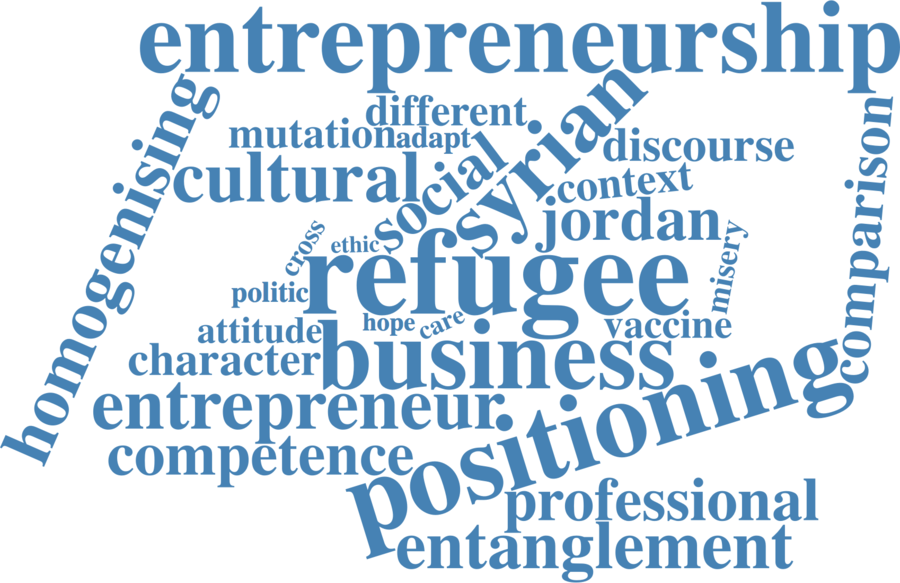 entrepreneurship
homogenising
different
mutation
adapt
syrian
discourse
comparison
cultural
social
context
jordan
cross
ethic
refugee
misery
politic
hope
care
vaccine
attitude
business
character
entrepreneur
positioning
competence
professional
entanglement